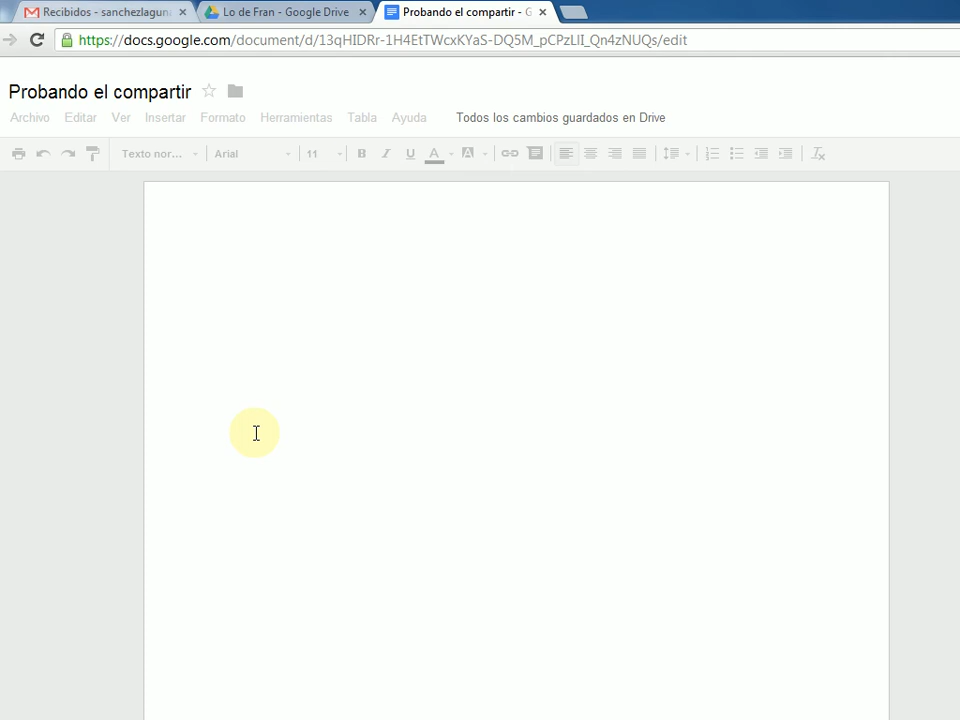 Recibidos - sanchezlaguna
Lo de Fran - Google Drive
Probando el compartir - G
https://docs.google.com/document/d/13qHIDRr-1H4EtTWcxKYaS-DQ5M_pCPzLlI_Qn4zNUQs/edit
Probando el compartir
Archivo Editar Ver Insertar Formato Herramientas Tabla Ayuda Todos los cambios guardados en Drive
Texto nor... Arial 11 B I U A A